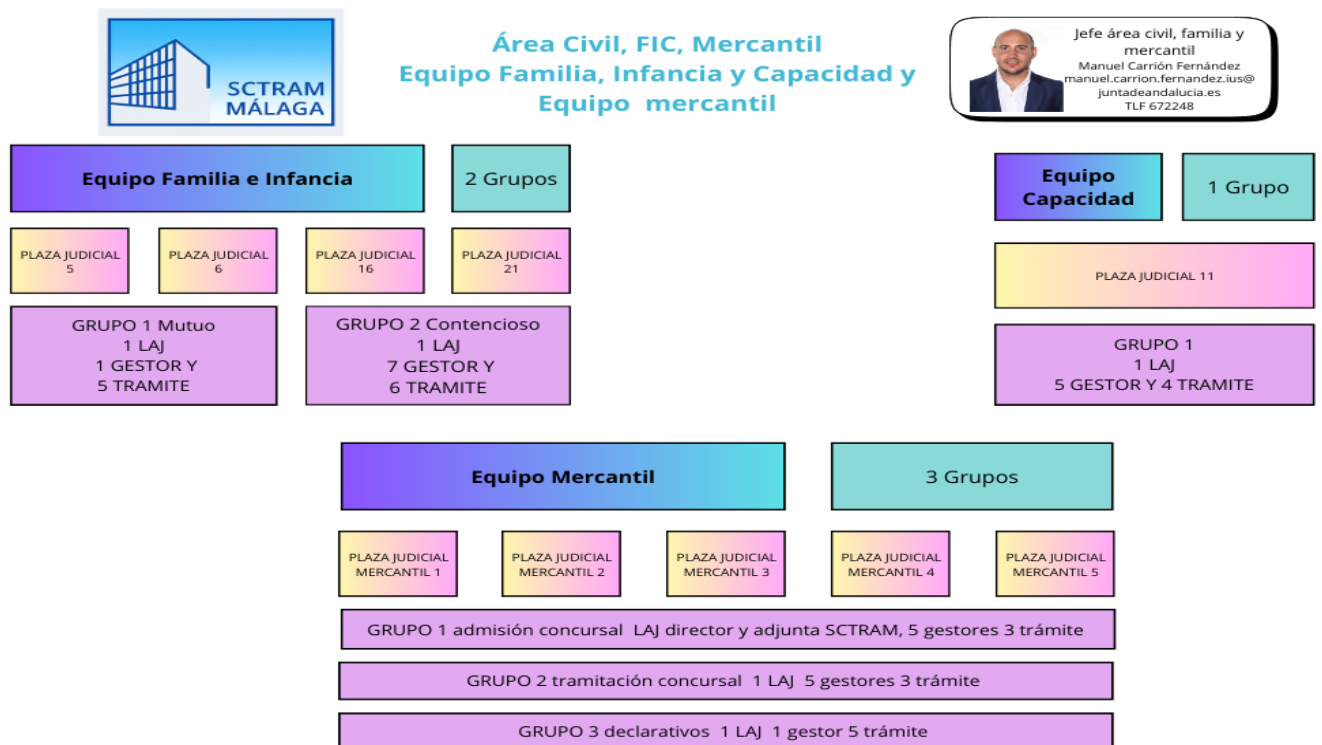 SCTRAM
MÁLAGA
Área Civil, FIC, Mercantil
Equipo Familia, Infancia y Capacidad y
Equipo mercantil
Jefe área civil, familia y
mercantil
Manuel Carrión Fernández
manuel.carrion.fernandez.ius@
juntadeandalucia.es
TLF 672248
Equipo Familia e Infancia
2 Grupos
PLAZA JUDICIAL
5
PLAZA JUDICIAL
6
PLAZA JUDICIAL
16
PLAZA JUDICIAL
21
GRUPO 1 Mutuo
1 LAJ
1 GESTOR Y
5 TRAMITE
GRUPO 2 Contencioso
1 LAJ
7 GESTOR Y
6 TRAMITE
Equipo
Capacidad
1 Grupo
PLAZA JUDICIAL 11
GRUPO 1
1 LAJ
5 GESTOR Y 4 TRAMITE
Equipo Mercantil
3 Grupos
PLAZA JUDICIAL
MERCANTIL 1
PLAZA JUDICIAL
MERCANTIL 2
PLAZA JUDICIAL
MERCANTIL 3
PLAZA JUDICIAL
MERCANTIL 4
PLAZA JUDICIAL
MERCANTIL 5
GRUPO 1 admisión concursal LAJ director y adjunta SCTRAM, 5 gestores 3 trámite
GRUPO 2 tramitación concursal 1 LAJ 5 gestores 3 trámite
GRUPO 3 declarativos 1 LAJ 1 gestor 5 trámite